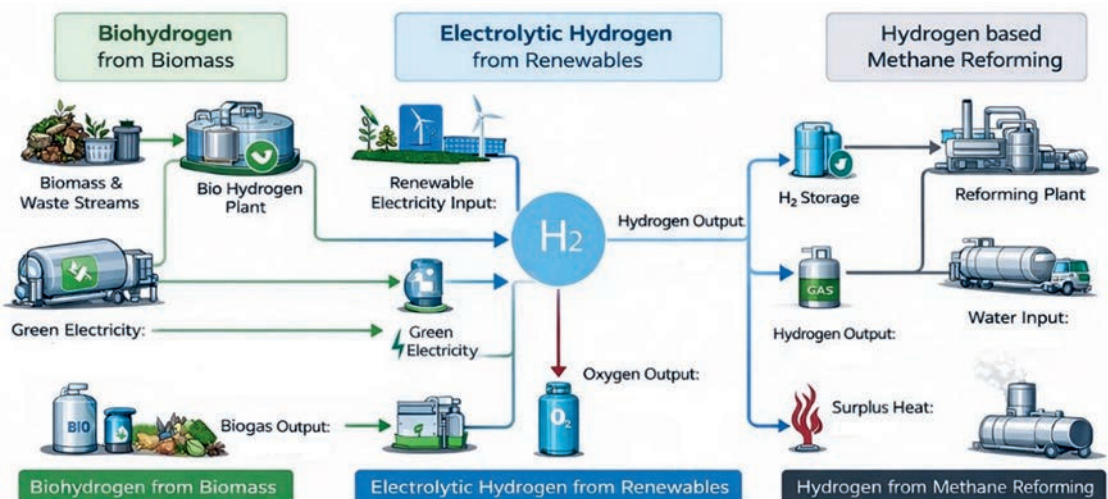 Biohydrogen
from Biomass
Electrolytic Hydrogen
from Renewables
Hydrogen based
Methane Reforming
Biomass &
Waste Streams
Bio Hydrogen
Plant
Renewable
Electricity Input:
H₂
Hydrogen Output
H₂ Storage
Reforming Plant
Green Electricity:
Green
Electricity
GAS
Hydrogen Output:
Water Input:
Oxygen Output:
O₂
Surplus Heat:
BIO
Biogas Output:
Biohydrogen from Biomass
Electrolytic Hydrogen from Renewables
Hydrogen from Methane Reforming